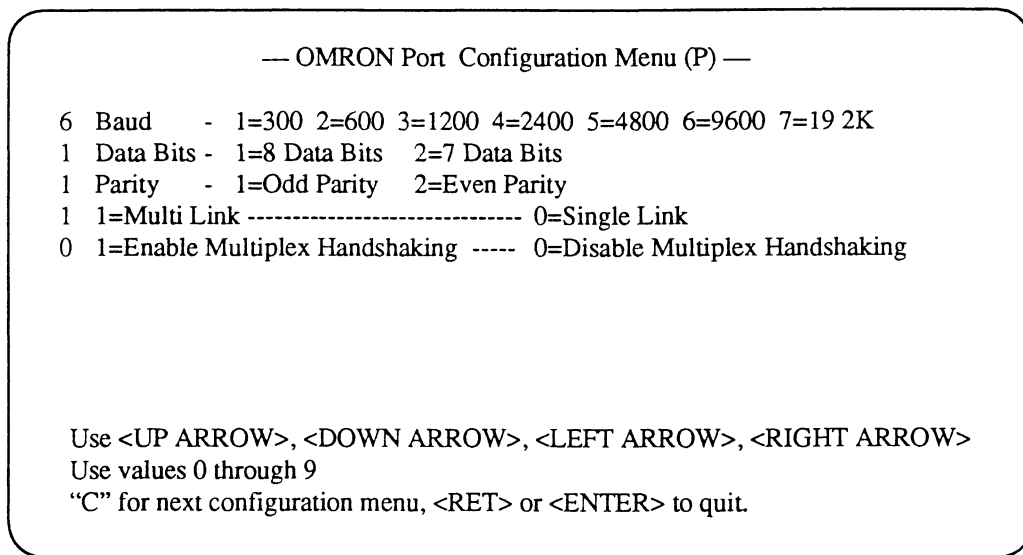 — OMRON Port Configuration Menu (P) —
6 Baud - 1=300 2=600 3=1200 4=2400 5=4800 6=9600 7=19 2K
1 Data Bits - 1=8 Data Bits 2=7 Data Bits
1 Parity - 1=Odd Parity 2=Even Parity
1 1=Multi Link ------------------------------- 0=Single Link
0 1=Enable Multiplex Handshaking ----- 0=Disable Multiplex Handshaking
Use <UP ARROW>, <DOWN ARROW>, <LEFT ARROW>, <RIGHT ARROW>
Use values 0 through 9
“C” for next configuration menu, <RET> or <ENTER> to quit.